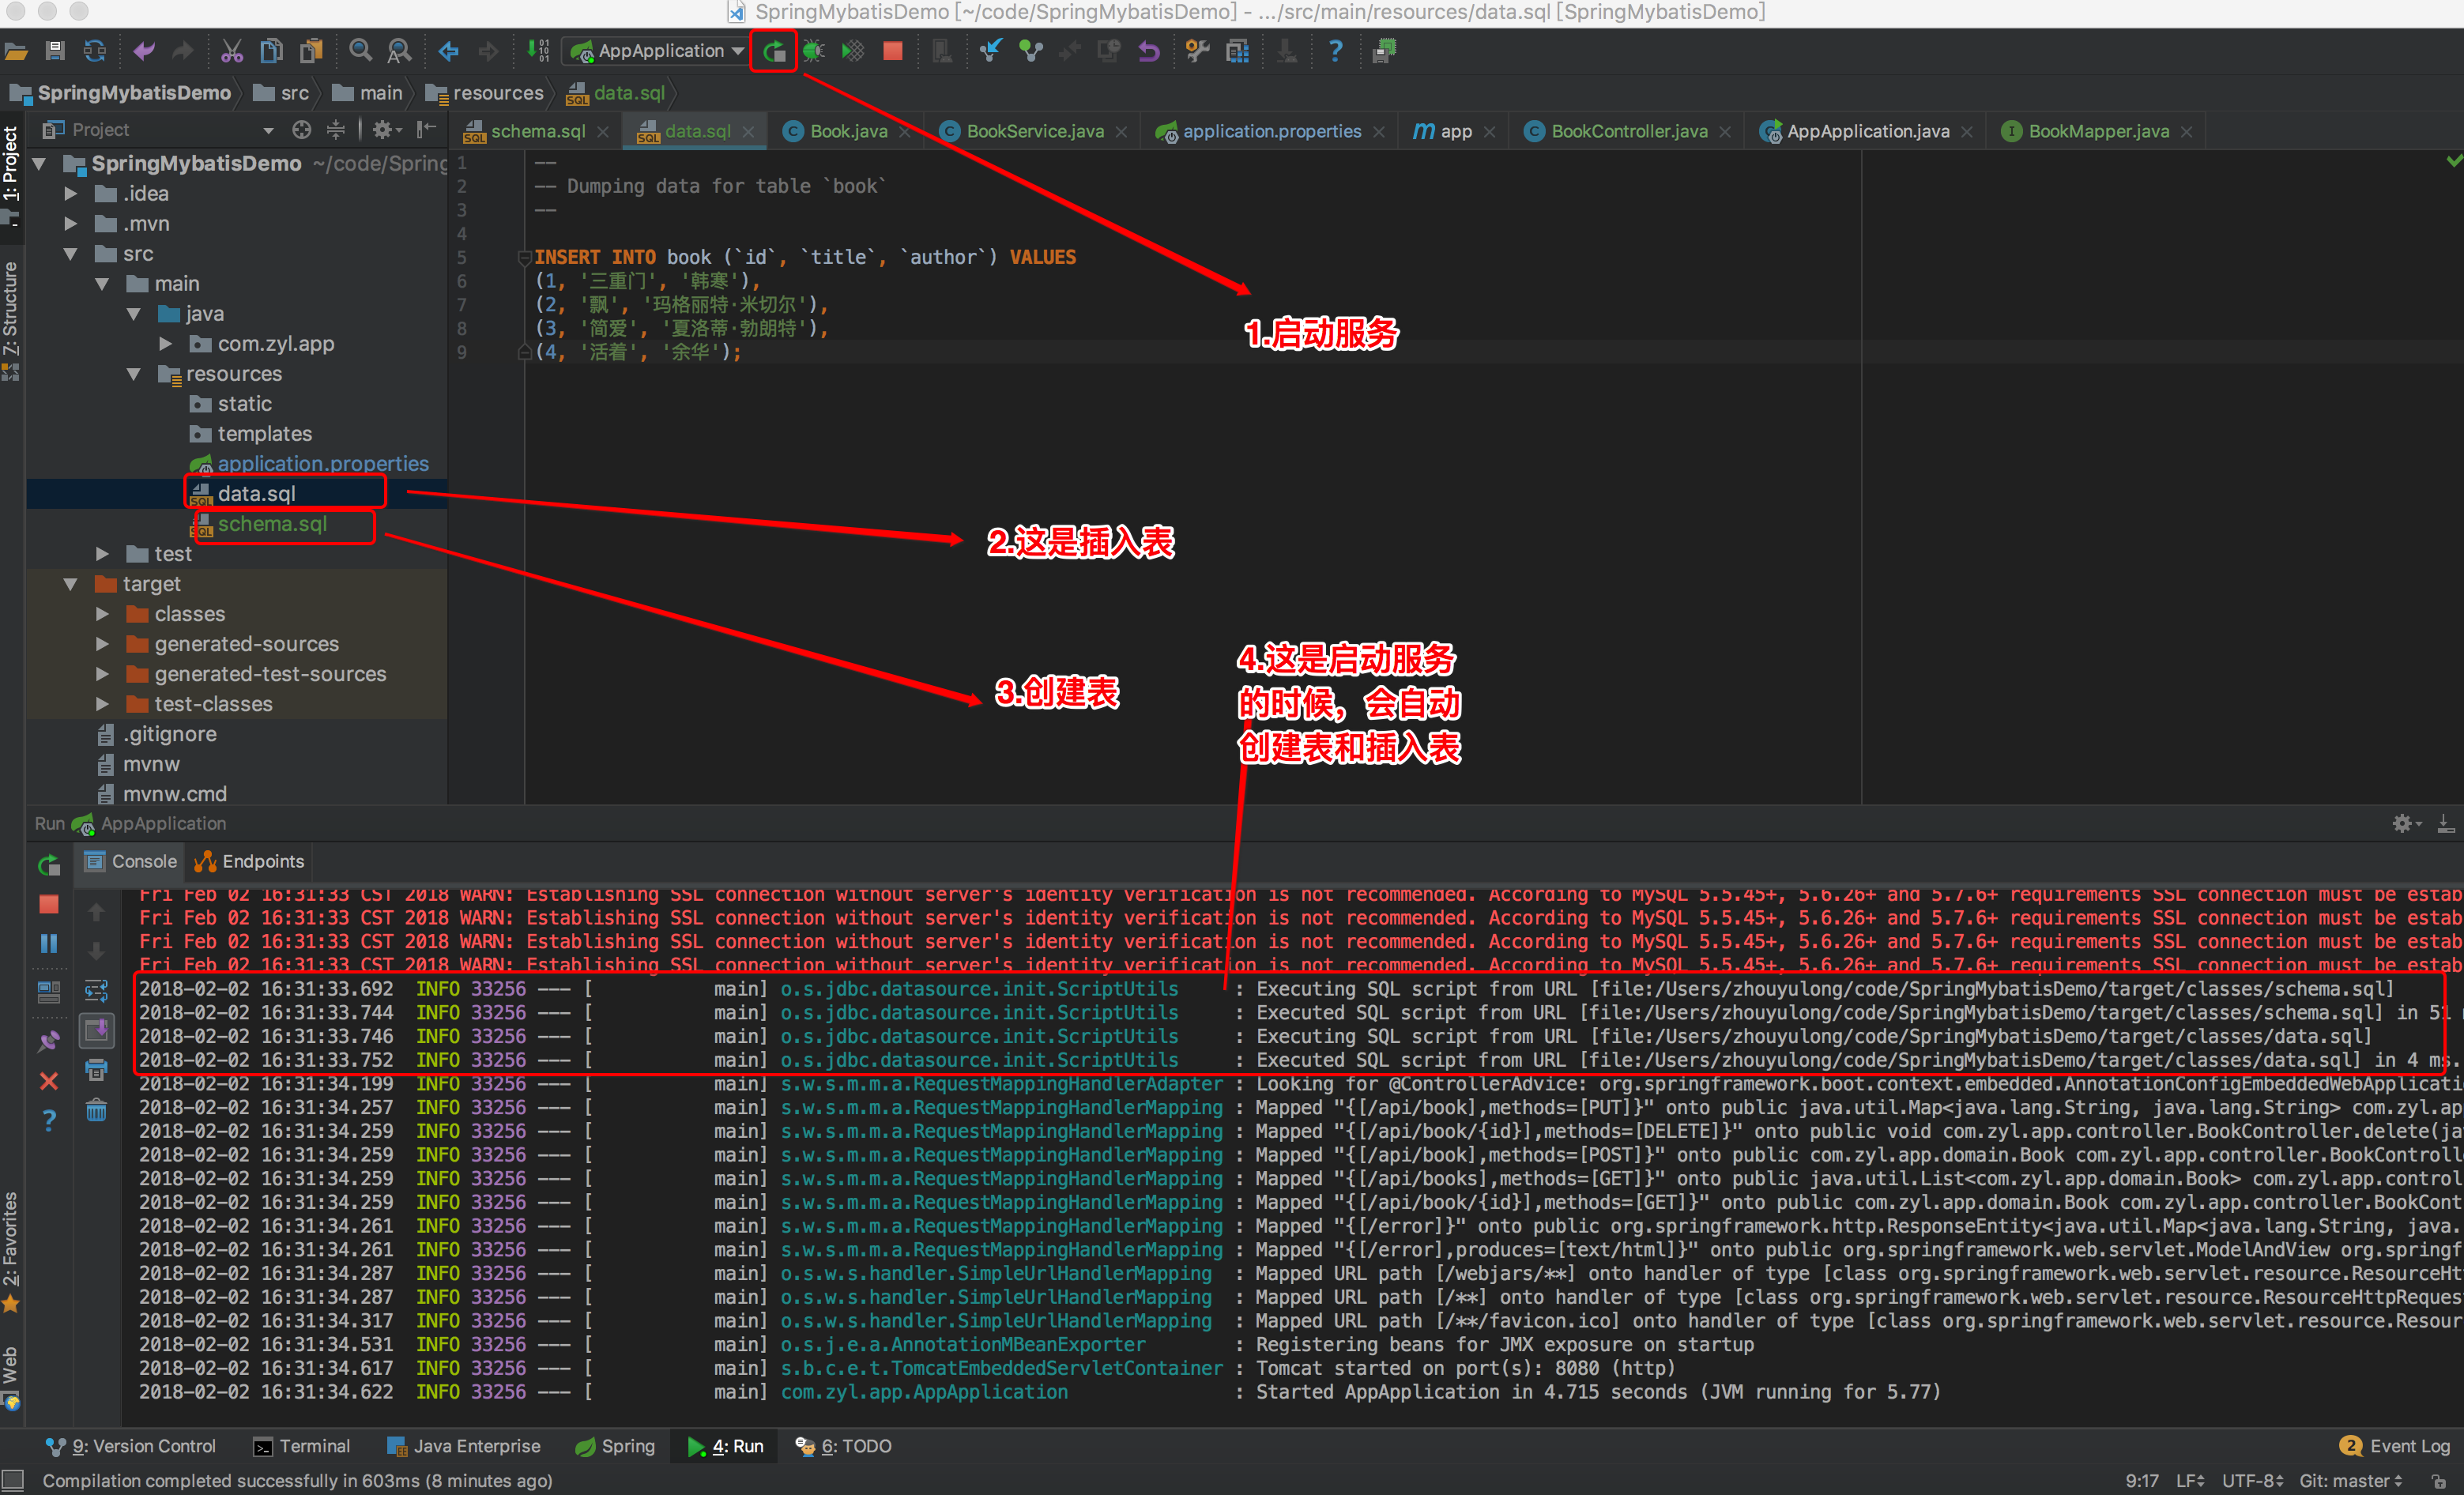 SpringMybatisDemo [~/code/SpringMybatisDemo] - .../src/main/resources/data.sql [SpringMybatisDemo]
AppApplication
SpringMybatisDemo src main resources data.sql
Project
schema.sql data.sql Book.java BookService.java application.properties app BookController.java AppApplication.java BookMapper.java
1: Project
7: Structure
2: Favorites
Web
SpringMybatisDemo ~/code/Spring
.idea
.mvn
src
main
java
com.zyl.app
resources
static
templates
application.properties
data.sql
schema.sql
test
target
classes
generated-sources
generated-test-sources
test-classes
.gitignore
mvnw
mvnw.cmd
1 --
2 -- Dumping data for table `book`
3 --
4
5 INSERT INTO book (`id`, `title`, `author`) VALUES
6 (1, '三重门', '韩寒'),
7 (2, '飘', '玛格丽特·米切尔'),
8 (3, '简爱', '夏洛蒂·勃朗特'),
9 (4, '活着', '余华');
1.启动服务
2.这是插入表
3.创建表
4.这是启动服务
的时候，会自动
创建表和插入表
Run AppApplication
Console Endpoints
Fri Feb 02 16:31:33 CST 2018 WARN: Establishing SSL connection without server's identity verification is not recommended. According to MySQL 5.5.45+, 5.6.26+ and 5.7.6+ requirements SSL connection must be estab
Fri Feb 02 16:31:33 CST 2018 WARN: Establishing SSL connection without server's identity verification is not recommended. According to MySQL 5.5.45+, 5.6.26+ and 5.7.6+ requirements SSL connection must be estab
Fri Feb 02 16:31:33 CST 2018 WARN: Establishing SSL connection without server's identity verification is not recommended. According to MySQL 5.5.45+, 5.6.26+ and 5.7.6+ requirements SSL connection must be estab
Fri Feb 02 16:31:33 CST 2018 WARN: Establishing SSL connection without server's identity verification is not recommended. According to MySQL 5.5.45+, 5.6.26+ and 5.7.6+ requirements SSL connection must be estab
2018-02-02 16:31:33.692 INFO 33256 --- [ main] o.s.jdbc.datasource.init.ScriptUtils : Executing SQL script from URL [file:/Users/zhouyulong/code/SpringMybatisDemo/target/classes/schema.sql]
2018-02-02 16:31:33.744 INFO 33256 --- [ main] o.s.jdbc.datasource.init.ScriptUtils : Executed SQL script from URL [file:/Users/zhouyulong/code/SpringMybatisDemo/target/classes/schema.sql] in 51
2018-02-02 16:31:33.746 INFO 33256 --- [ main] o.s.jdbc.datasource.init.ScriptUtils : Executing SQL script from URL [file:/Users/zhouyulong/code/SpringMybatisDemo/target/classes/data.sql]
2018-02-02 16:31:33.752 INFO 33256 --- [ main] o.s.jdbc.datasource.init.ScriptUtils : Executed SQL script from URL [file:/Users/zhouyulong/code/SpringMybatisDemo/target/classes/data.sql] in 4 ms.
2018-02-02 16:31:34.199 INFO 33256 --- [ main] s.w.s.m.m.a.RequestMappingHandlerAdapter : Looking for @ControllerAdvice: org.springframework.boot.context.embedded.AnnotationConfigEmbeddedWebApplicati
2018-02-02 16:31:34.257 INFO 33256 --- [ main] s.w.s.m.m.a.RequestMappingHandlerMapping : Mapped "{[/api/book],methods=[PUT]}" onto public java.util.Map<java.lang.String, java.lang.String> com.zyl.ap
2018-02-02 16:31:34.259 INFO 33256 --- [ main] s.w.s.m.m.a.RequestMappingHandlerMapping : Mapped "{[/api/book/{id}],methods=[DELETE]}" onto public void com.zyl.app.controller.BookController.delete(ja
2018-02-02 16:31:34.259 INFO 33256 --- [ main] s.w.s.m.m.a.RequestMappingHandlerMapping : Mapped "{[/api/book],methods=[POST]}" onto public com.zyl.app.domain.Book com.zyl.app.controller.BookControll
2018-02-02 16:31:34.259 INFO 33256 --- [ main] s.w.s.m.m.a.RequestMappingHandlerMapping : Mapped "{[/api/books],methods=[GET]}" onto public java.util.List<com.zyl.app.domain.Book> com.zyl.app.control
2018-02-02 16:31:34.259 INFO 33256 --- [ main] s.w.s.m.m.a.RequestMappingHandlerMapping : Mapped "{[/api/book/{id}],methods=[GET]}" onto public com.zyl.app.domain.Book com.zyl.app.controller.BookCont
2018-02-02 16:31:34.261 INFO 33256 --- [ main] s.w.s.m.m.a.RequestMappingHandlerMapping : Mapped "{[/error]}" onto public org.springframework.http.ResponseEntity<java.util.Map<java.lang.String, java.
2018-02-02 16:31:34.261 INFO 33256 --- [ main] s.w.s.m.m.a.RequestMappingHandlerMapping : Mapped "{[/error],produces=[text/html]}" onto public org.springframework.web.servlet.ModelAndView org.springf
2018-02-02 16:31:34.287 INFO 33256 --- [ main] o.s.w.s.handler.SimpleUrlHandlerMapping : Mapped URL path [/webjars/**] onto handler of type [class org.springframework.web.servlet.resource.ResourceHt
2018-02-02 16:31:34.287 INFO 33256 --- [ main] o.s.w.s.handler.SimpleUrlHandlerMapping : Mapped URL path [/**] onto handler of type [class org.springframework.web.servlet.resource.ResourceHttpReques
2018-02-02 16:31:34.317 INFO 33256 --- [ main] o.s.w.s.handler.SimpleUrlHandlerMapping : Mapped URL path [/**/favicon.ico] onto handler of type [class org.springframework.web.servlet.resource.Resour
2018-02-02 16:31:34.531 INFO 33256 --- [ main] o.s.j.e.a.AnnotationMBeanExporter : Registering beans for JMX exposure on startup
2018-02-02 16:31:34.617 INFO 33256 --- [ main] s.b.c.e.t.TomcatEmbeddedServletContainer : Tomcat started on port(s): 8080 (http)
2018-02-02 16:31:34.622 INFO 33256 --- [ main] com.zyl.app.AppApplication : Started AppApplication in 4.715 seconds (JVM running for 5.77)
9: Version Control Terminal Java Enterprise Spring 4: Run 6: TODO 2 Event Log
Compilation completed successfully in 603ms (8 minutes ago) 9:17 LF UTF-8 Git: master